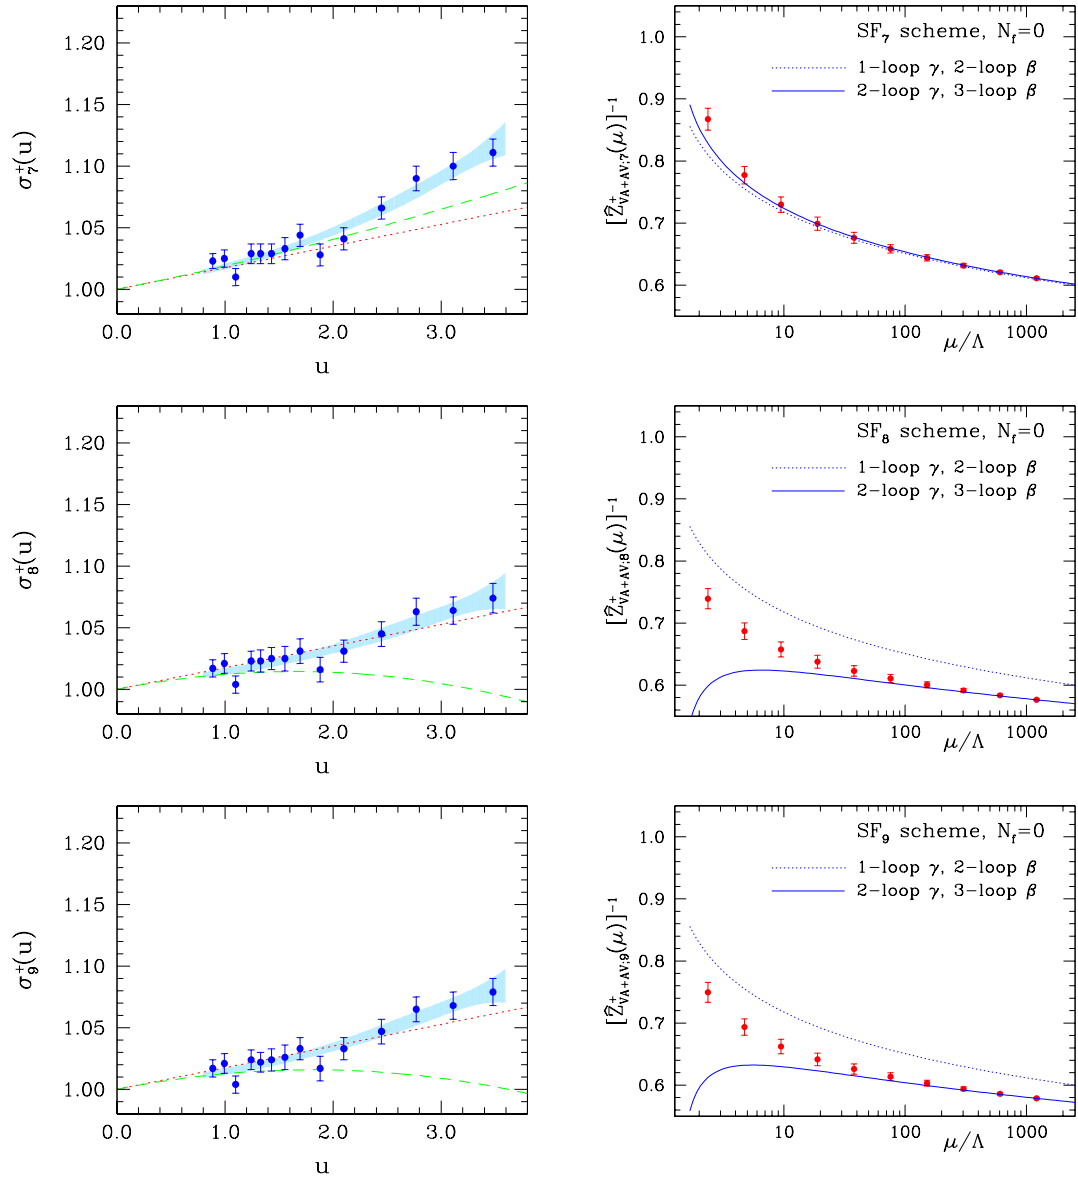 1.20
1.15
1.10
1.05
1.00
σ₇⁺(u)
0.0 1.0 2.0 3.0
u
SF₇ scheme, N_f=0
1-loop γ, 2-loop β
2-loop γ, 3-loop β
1.0
0.9
0.8
0.7
0.6
[Ẑ⁺_VA+AV;7(μ)]⁻¹
10 100 1000
μ/Λ
1.20
1.15
1.10
1.05
1.00
σ₈⁺(u)
0.0 1.0 2.0 3.0
u
SF₈ scheme, N_f=0
1-loop γ, 2-loop β
2-loop γ, 3-loop β
1.0
0.9
0.8
0.7
0.6
[Ẑ⁺_VA+AV;8(μ)]⁻¹
10 100 1000
μ/Λ
1.20
1.15
1.10
1.05
1.00
σ₉⁺(u)
0.0 1.0 2.0 3.0
u
SF₉ scheme, N_f=0
1-loop γ, 2-loop β
2-loop γ, 3-loop β
1.0
0.9
0.8
0.7
0.6
[Ẑ⁺_VA+AV;9(μ)]⁻¹
10 100 1000
μ/Λ